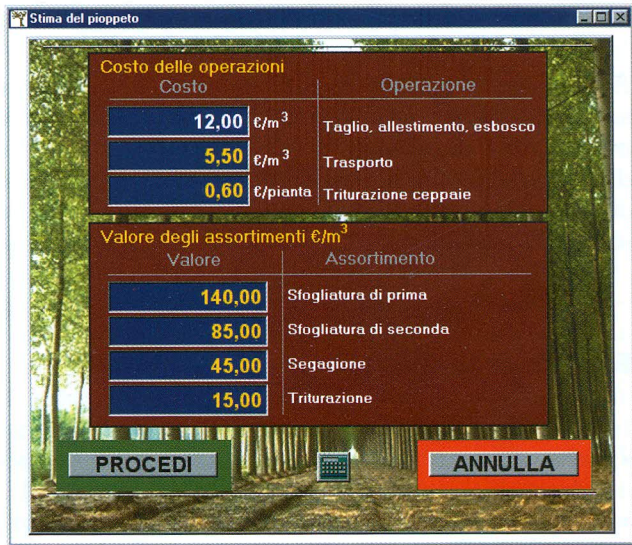 Stima del pioppeto
Costo delle operazioni
Costo Operazione
12,00 €/m³ Taglio, allestimento, esbosco
5,50 €/m³ Trasporto
0,60 €/pianta Triturazione ceppaie
Valore degli assortimenti €/m³
Valore Assortimento
140,00 Sfogliatura di prima
85,00 Sfogliatura di seconda
45,00 Segagione
15,00 Triturazione
PROCEDI ANNULLA